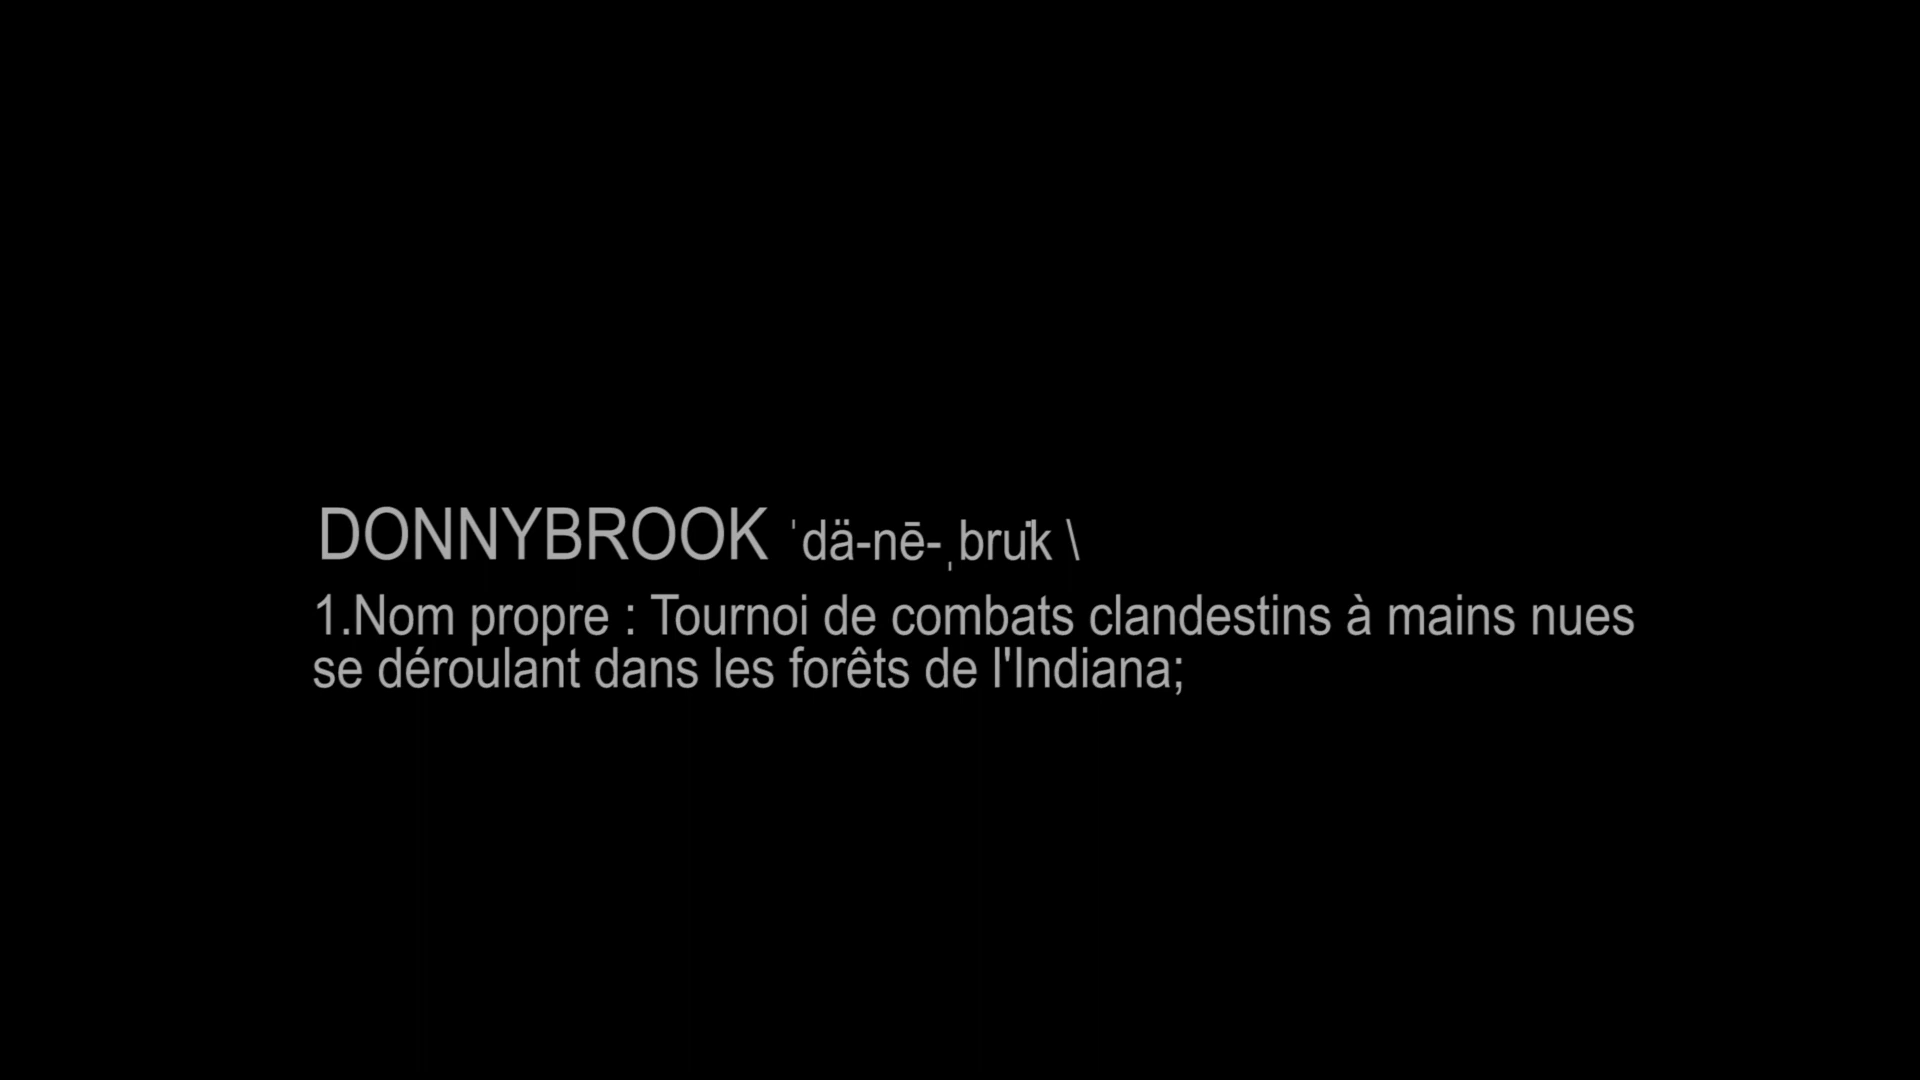 DONNYBROOK ˈdä-nē-ˌbru̇k \
1.Nom propre : Tournoi de combats clandestins à mains nues
se déroulant dans les forêts de l'Indiana;